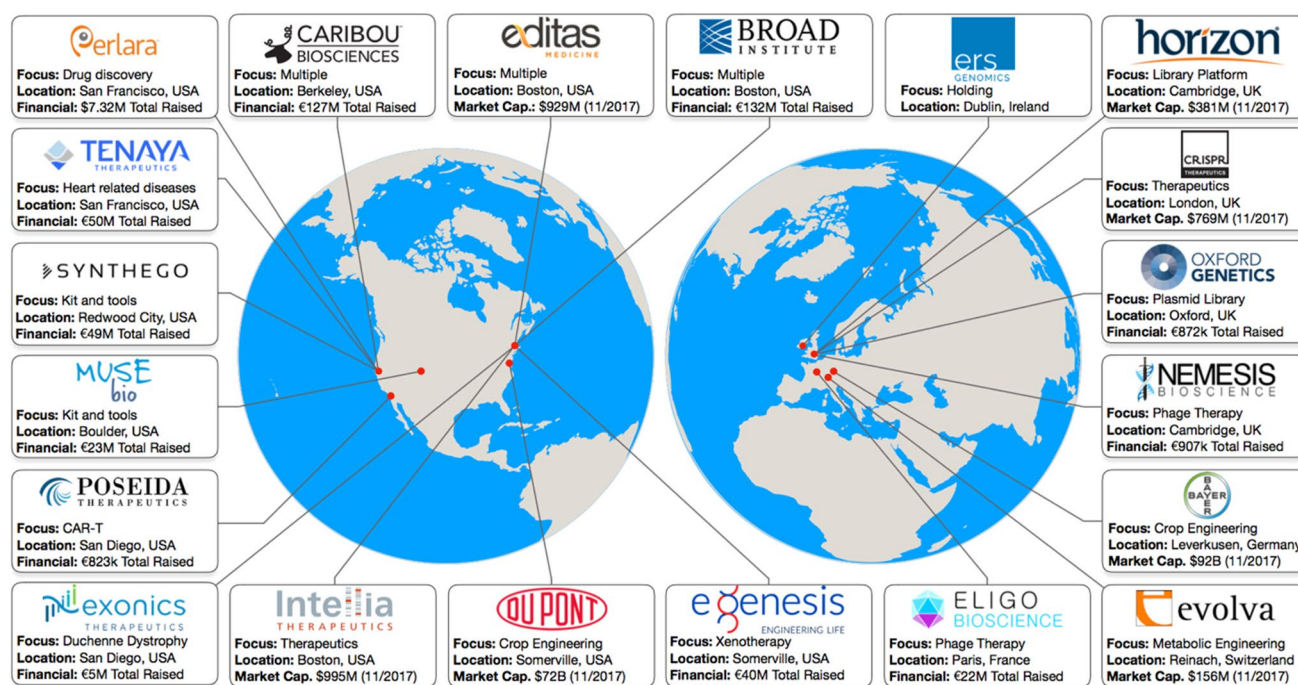 Perlara
Focus: Drug discovery
Location: San Francisco, USA
Financial: $7.32M Total Raised
CARIBOU
BIOSCIENCES
Focus: Multiple
Location: Berkeley, USA
Financial: €127M Total Raised
editas
MEDICINE
Focus: Multiple
Location: Boston, USA
Market Cap.: $929M (11/2017)
BROAD
INSTITUTE
Focus: Multiple
Location: Boston, USA
Financial: €132M Total Raised
ers
GENOMICS
Focus: Holding
Location: Dublin, Ireland
horizon
Focus: Library Platform
Location: Cambridge, UK
Market Cap.: $381M (11/2017)
TENAYA
THERAPEUTICS
Focus: Heart related diseases
Location: San Francisco, USA
Financial: €50M Total Raised
CRISPR
THERAPEUTICS
Focus: Therapeutics
Location: London, UK
Market Cap. $769M (11/2017)
SYNTHEGO
Focus: Kit and tools
Location: Redwood City, USA
Financial: €49M Total Raised
OXFORD
GENETICS
Focus: Plasmid Library
Location: Oxford, UK
Financial: €872k Total Raised
MUSE
bio
Focus: Kit and tools
Location: Boulder, USA
Financial: €23M Total Raised
NEMESIS
BIOSCIENCE
Focus: Phage Therapy
Location: Cambridge, UK
Financial: €907k Total Raised
POSEIDA
THERAPEUTICS
Focus: CAR-T
Location: San Diego, USA
Financial: €823k Total Raised
BAYER
BAYER
Focus: Crop Engineering
Location: Leverkusen, Germany
Market Cap. $92B (11/2017)
exonics
THERAPEUTICS
Focus: Duchenne Dystrophy
Location: San Diego, USA
Financial: €5M Total Raised
Intellia
THERAPEUTICS
Focus: Therapeutics
Location: Boston, USA
Market Cap. $995M (11/2017)
DUPONT
Focus: Crop Engineering
Location: Somerville, USA
Market Cap. $72B (11/2017)
egenesis
ENGINEERING LIFE
Focus: Xenotherapy
Location: Somerville, USA
Financial: €40M Total Raised
ELIGO
BIOSCIENCE
Focus: Phage Therapy
Location: Paris, France
Financial: €22M Total Raised
evolva
Focus: Metabolic Engineering
Location: Reinach, Switzerland
Market Cap. $156M (11/2017)